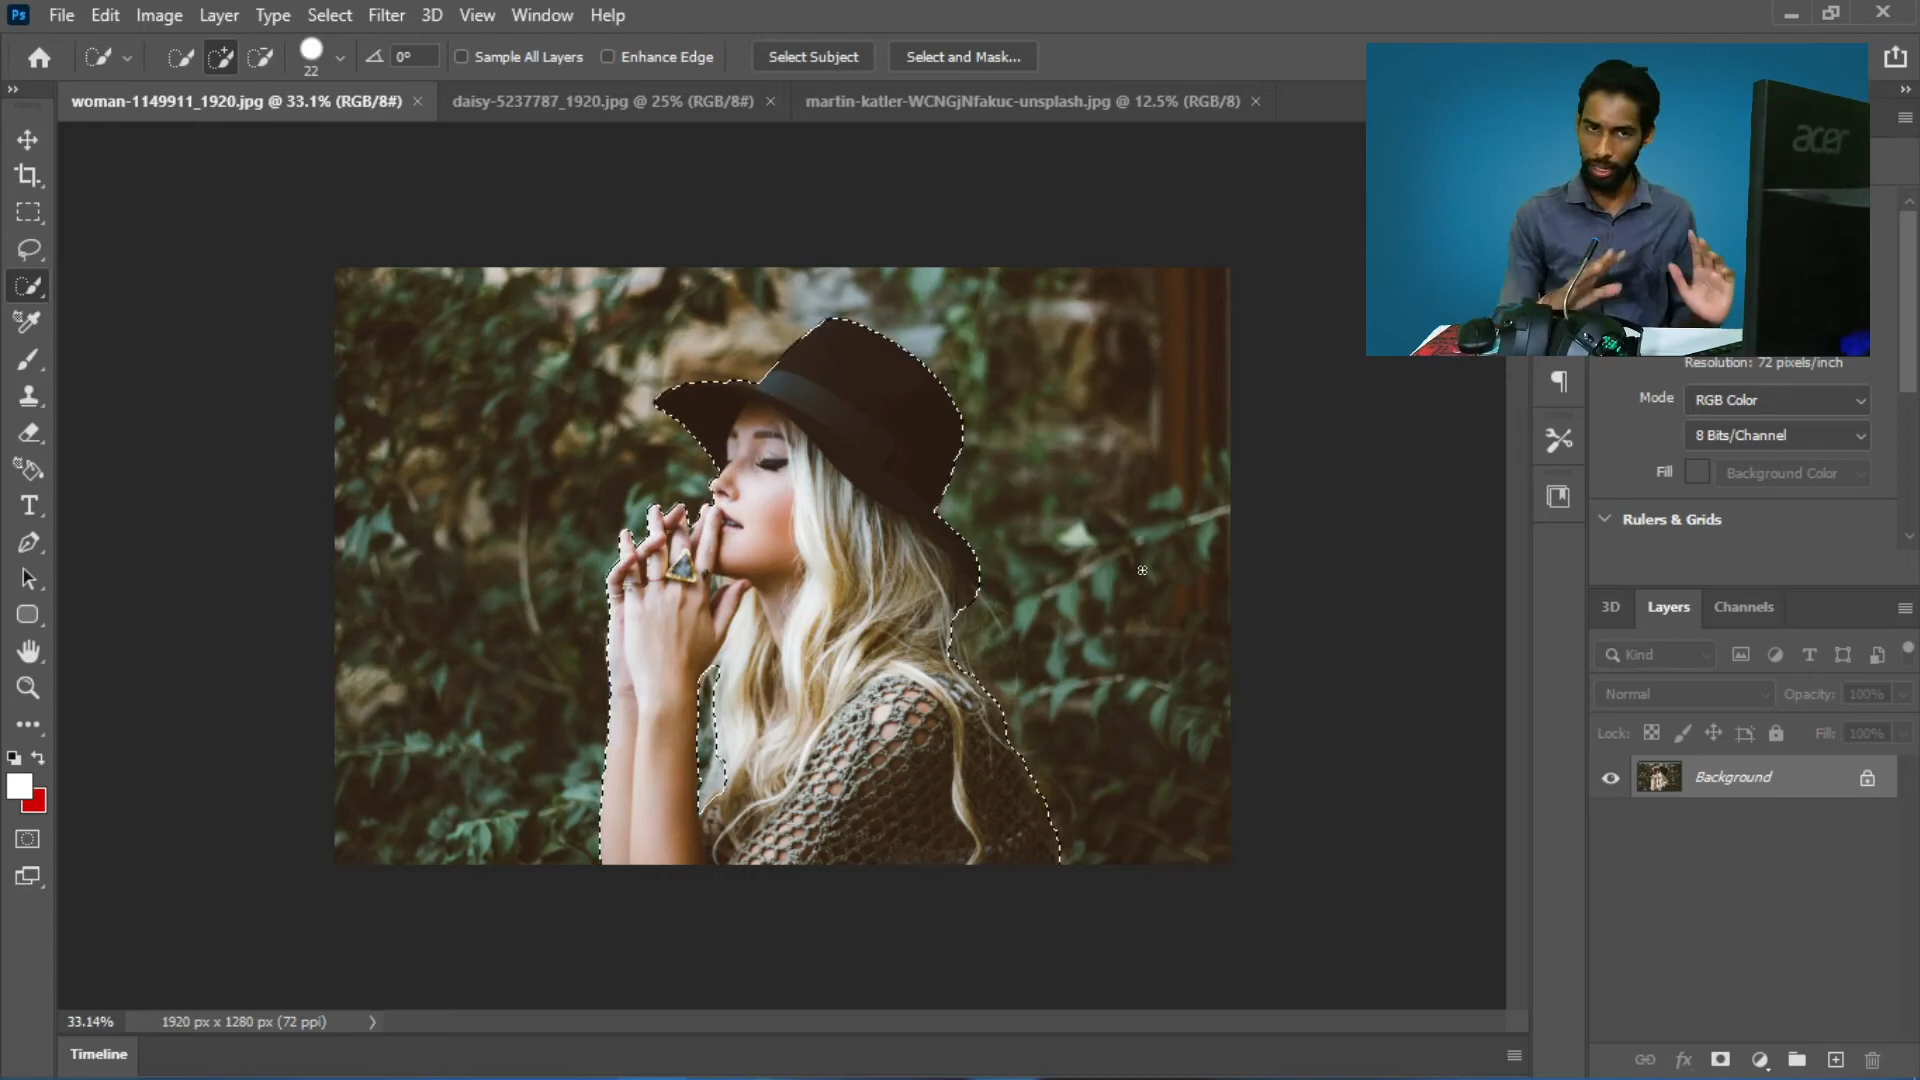 Ps File Edit Image Layer Type Select Filter 3D View Window Help
22 0° Sample All Layers Enhance Edge Select Subject Select and Mask...
woman-1149911_1920.jpg @ 33.1% (RGB/8#) × daisy-5237787_1920.jpg @ 25% (RGB/8#) × martin-katler-WCNGjNfakuc-unsplash.jpg @ 12.5% (RGB/8) ×
acer
Resolution: 72 pixels/inch
Mode RGB Color
8 Bits/Channel
Fill Background Color
Rulers & Grids
3D Layers Channels
Kind
Normal Opacity: 100%
Lock: Fill: 100%
Background
33.14% 1920 px x 1280 px (72 ppi)
Timeline